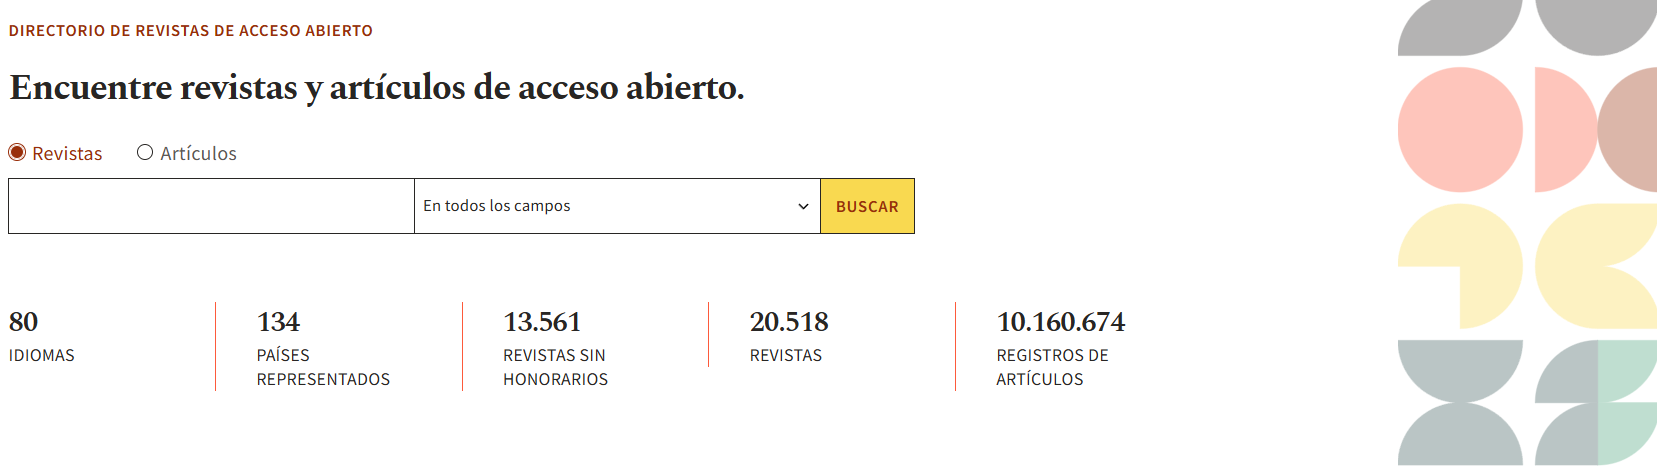 DIRECTORIO DE REVISTAS DE ACCESO ABIERTO
Encuentre revistas y artículos de acceso abierto.
Revistas Artículos
En todos los campos BUSCAR
80
IDIOMAS
134
PAÍSES
REPRESENTADOS
13.561
REVISTAS SIN
HONORARIOS
20.518
REVISTAS
10.160.674
REGISTROS DE
ARTÍCULOS